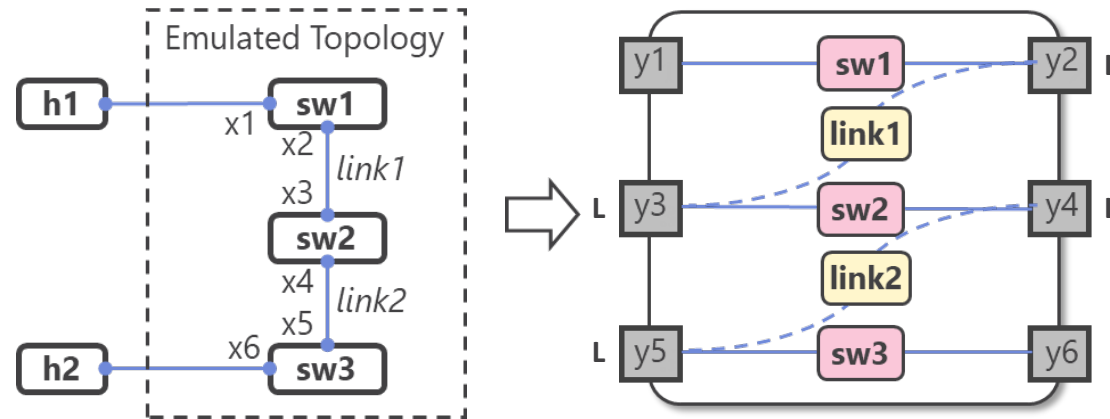 Emulated Topology
h1
sw1
x1
x2
link1
x3
sw2
x4
link2
x5
x6
h2
sw3
y1
sw1
y2
link1
L
y3
sw2
y4
link2
L
y5
sw3
y6